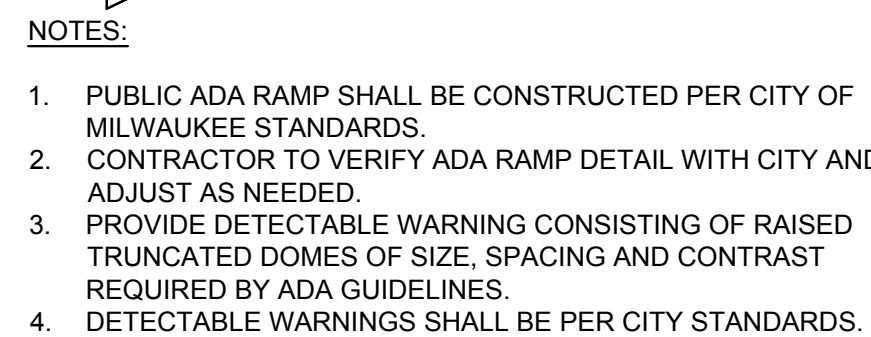 NOTES:
1. PUBLIC ADA RAMP SHALL BE CONSTRUCTED PER CITY OF
MILWAUKEE STANDARDS.
2. CONTRACTOR TO VERIFY ADA RAMP DETAIL WITH CITY AND
ADJUST AS NEEDED.
3. PROVIDE DETECTABLE WARNING CONSISTING OF RAISED
TRUNCATED DOMES OF SIZE, SPACING AND CONTRAST
REQUIRED BY ADA GUIDELINES.
4. DETECTABLE WARNINGS SHALL BE PER CITY STANDARDS.